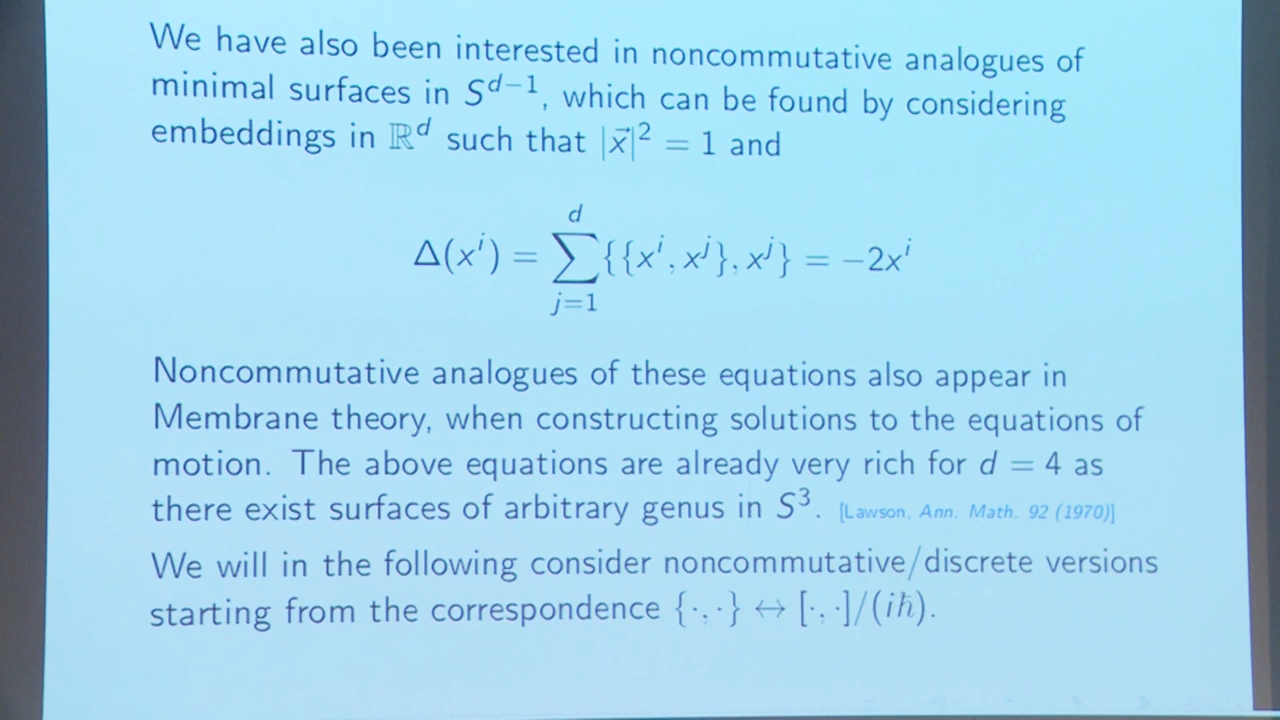 We have also been interested in noncommutative analogues of
minimal surfaces in S^{d−1}, which can be found by considering
embeddings in ℝ^d such that |x⃗|² = 1 and
Δ(x^i) = ∑_{j=1}^{d} {{x^i, x^j}, x^j} = −2x^i
Noncommutative analogues of these equations also appear in
Membrane theory, when constructing solutions to the equations of
motion. The above equations are already very rich for d = 4 as
there exist surfaces of arbitrary genus in S³. [Lawson, Ann. Math. 92 (1970)]
We will in the following consider noncommutative/discrete versions
starting from the correspondence {·, ·} ↔ [·, ·]/(iħ).